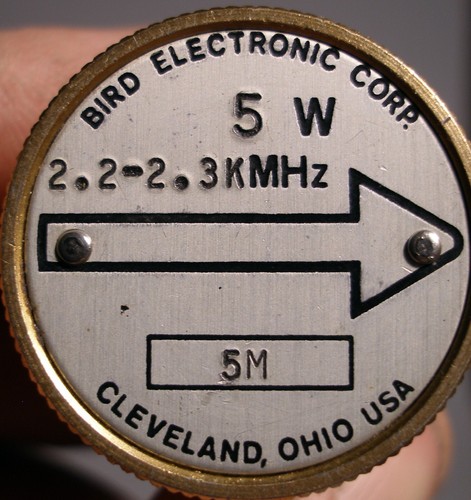 BIRD ELECTRONIC CORP.
5 W
2.2-2.3KMHz
5M
CLEVELAND, OHIO USA